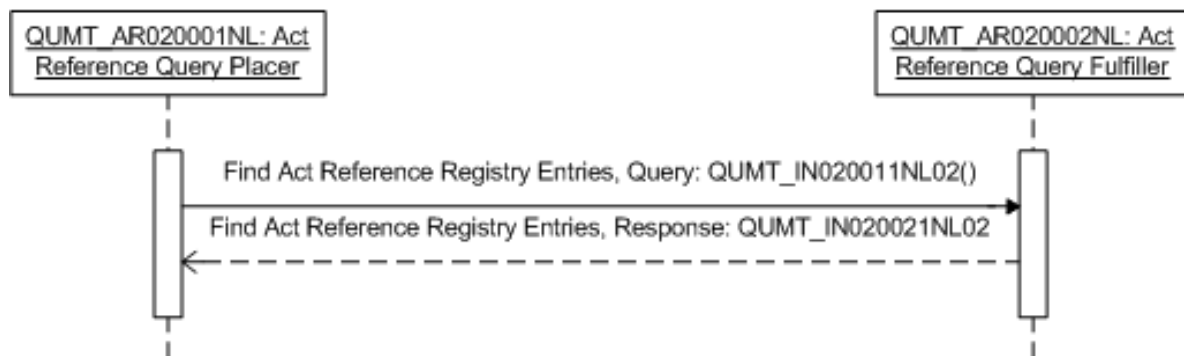 QUMT_AR020001NL: Act
Reference Query Placer
QUMT_AR020002NL: Act
Reference Query Fulfiller
Find Act Reference Registry Entries, Query: QUMT_IN020011NL02()
Find Act Reference Registry Entries, Response: QUMT_IN020021NL02